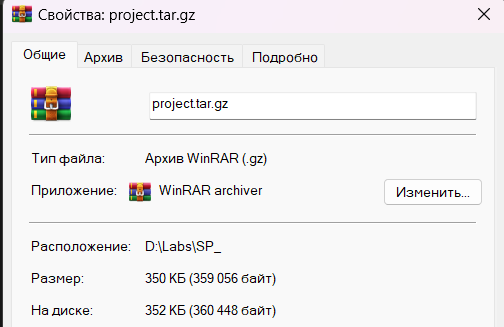 Свойства: project.tar.gz
Общие Архив Безопасность Подробно
project.tar.gz
Тип файла: Архив WinRAR (.gz)
Приложение: WinRAR archiver Изменить...
Расположение: D:\Labs\SP_
Размер: 350 КБ (359 056 байт)
На диске: 352 КБ (360 448 байт)